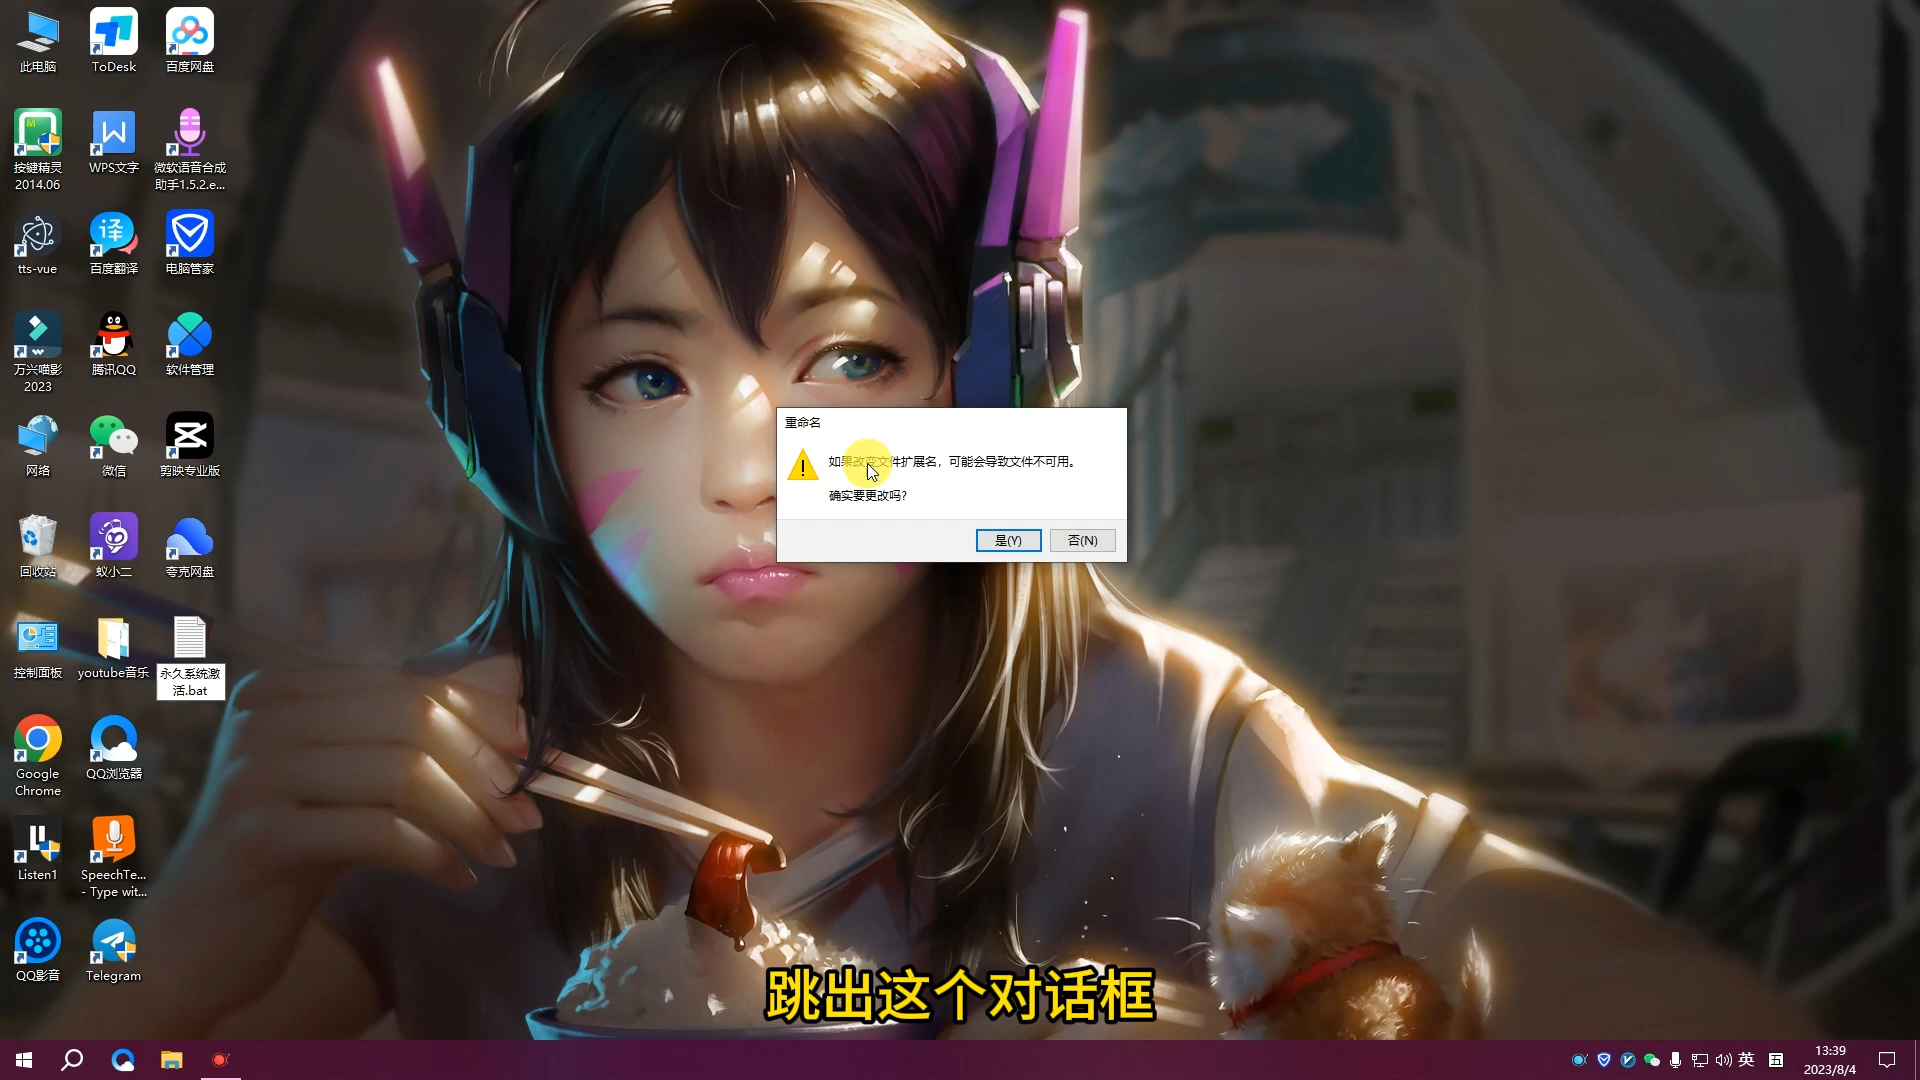 此电脑
ToDesk
百度网盘
按键精灵
2014.06
WPS文字
微软语音合成
助手1.5.2.e...
tts-vue
译
百度翻译
电脑管家
万兴喵影
2023
腾讯QQ
软件管理
网络
微信
剪映专业版
回收站
蚁小二
夸克网盘
控制面板
youtube音乐
永久系统激
活.bat
Google
Chrome
QQ浏览器
Listen1
SpeechTe...
- Type wit...
QQ影音
Telegram
重命名
如果改变文件扩展名，可能会导致文件不可用。
确实要更改吗?
是(Y)
否(N)
跳出这个对话框
英
五
13:39
2023/8/4